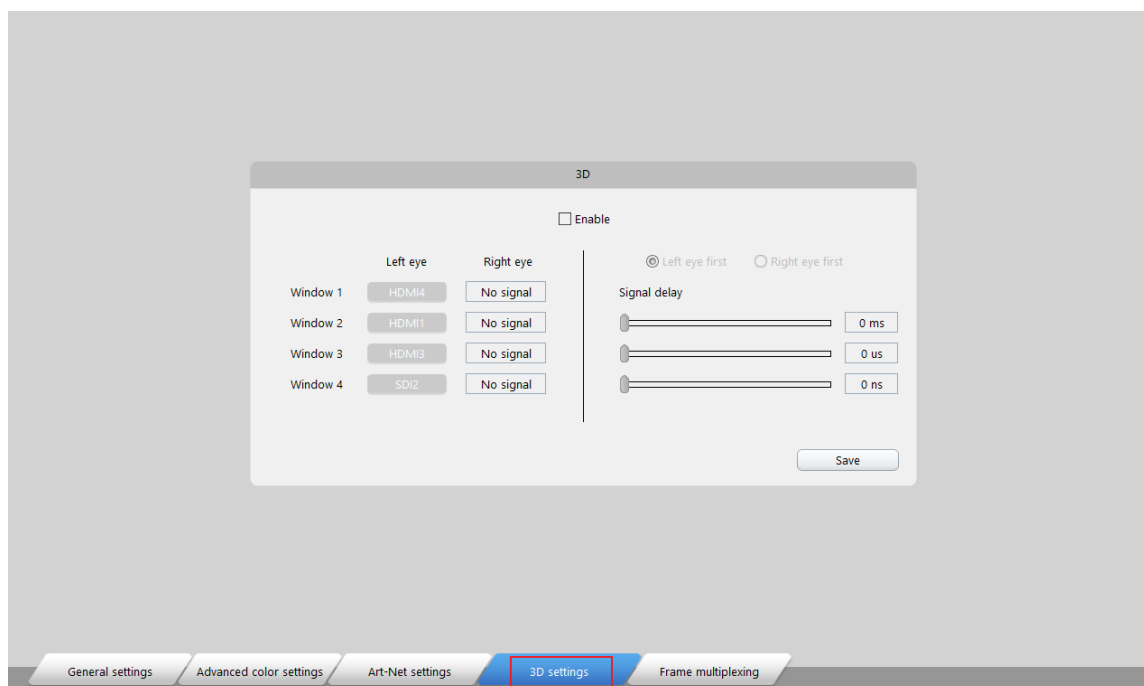 3D
Enable
Left eye Right eye
Window 1 HDMI4 No signal
Window 2 HDMI1 No signal
Window 3 HDMI3 No signal
Window 4 SDI2 No signal
Left eye first Right eye first
Signal delay
0 ms
0 us
0 ns
Save
General settings Advanced color settings Art-Net settings 3D settings Frame multiplexing